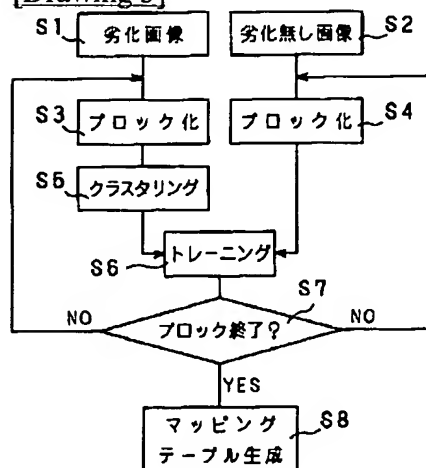 S1
劣化画像
劣化無し画像
S2
S3
ブロック化
ブロック化
S4
S5
クラスタリング
トレーニング
S6
S7
NO
ブロック終了?
NO
YES
マッピング
テーブル生成
S8